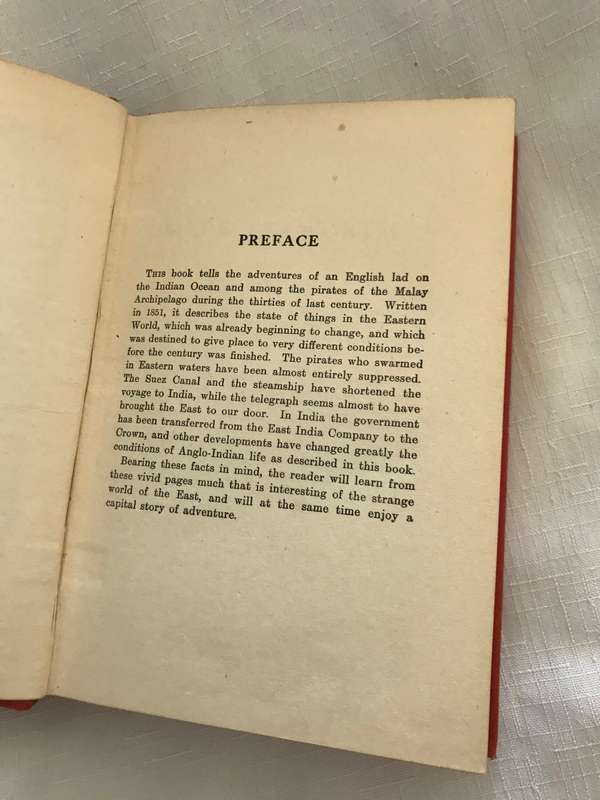 PREFACE
THIS book tells the adventures of an English lad on
the Indian Ocean and among the pirates of the Malay
Archipelago during the thirties of last century. Written
in 1851, it describes the state of things in the Eastern
World, which was already beginning to change, and which
was destined to give place to very different conditions be-
fore the century was finished. The pirates who swarmed
in Eastern waters have been almost entirely suppressed.
The Suez Canal and the steamship have shortened the
voyage to India, while the telegraph seems almost to have
brought the East to our door. In India the government
has been transferred from the East India Company to the
Crown, and other developments have changed greatly the
conditions of Anglo-Indian life as described in this book.
Bearing these facts in mind, the reader will learn from
these vivid pages much that is interesting of the strange
world of the East, and will at the same time enjoy a
capital story of adventure.